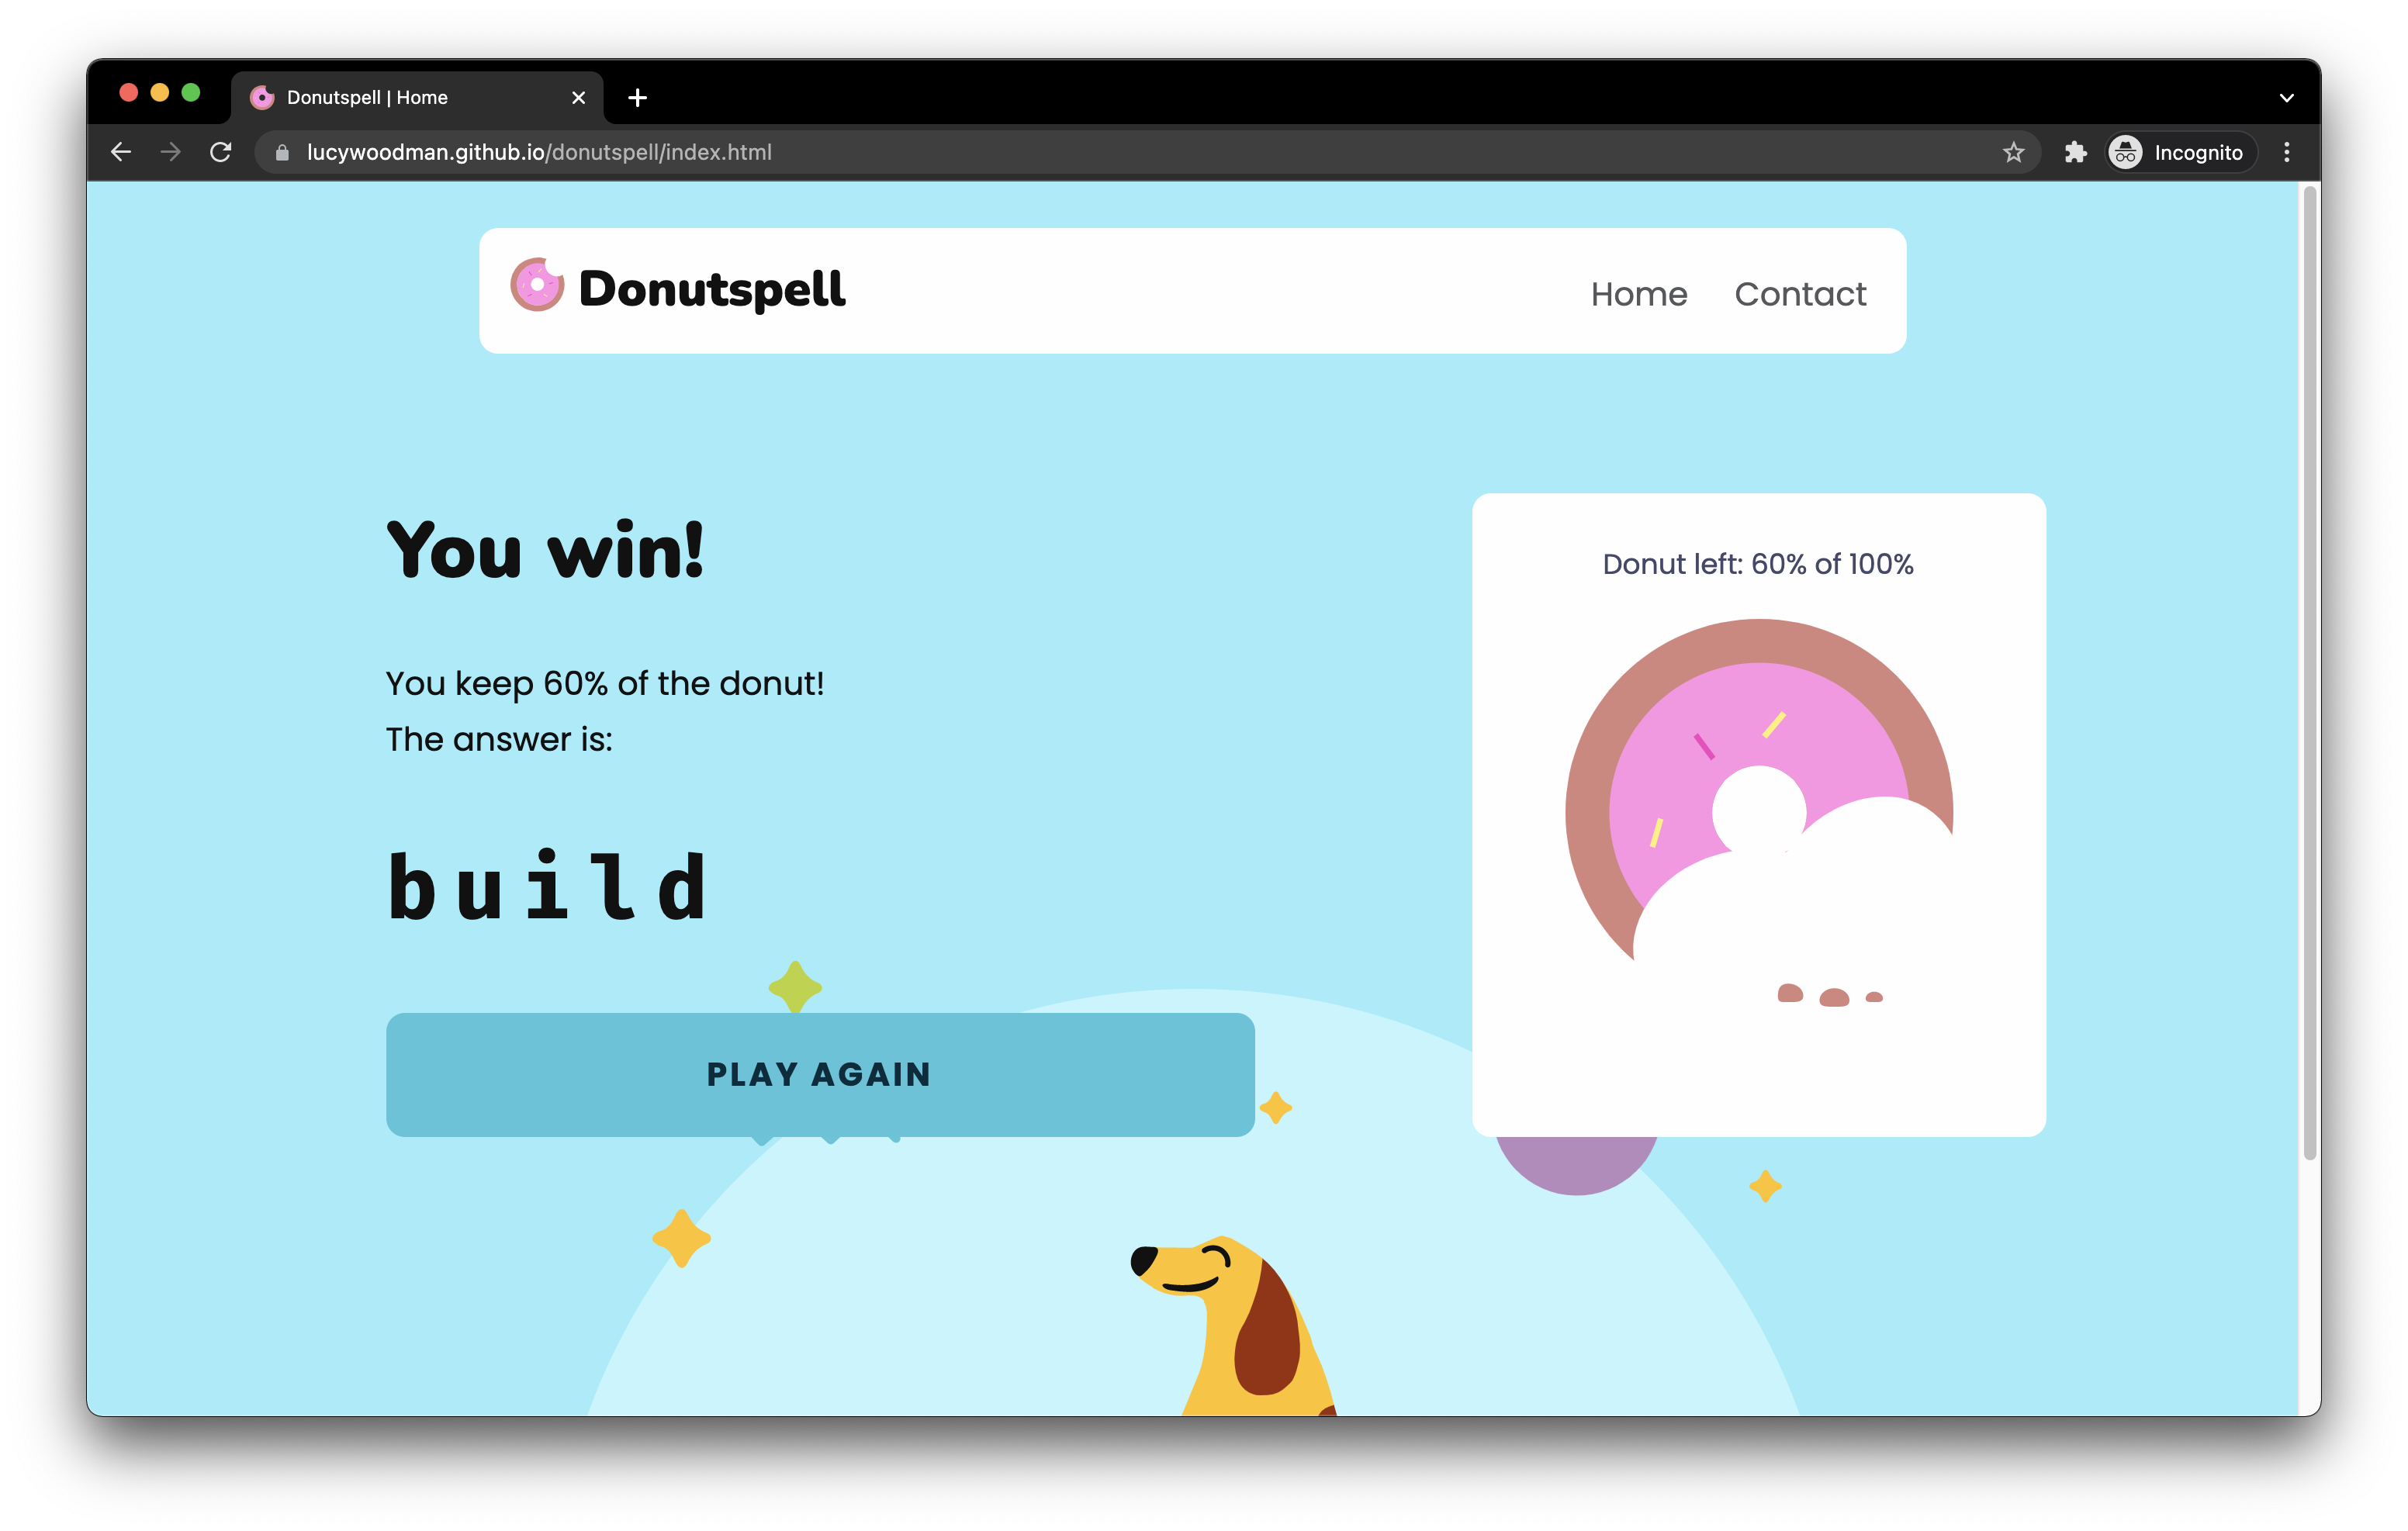 Donutspell | Home
lucywoodman.github.io/donutspell/index.html
Incognito
Donutspell
Home
Contact
You win!
You keep 60% of the donut!
The answer is:
build
PLAY AGAIN
Donut left: 60% of 100%